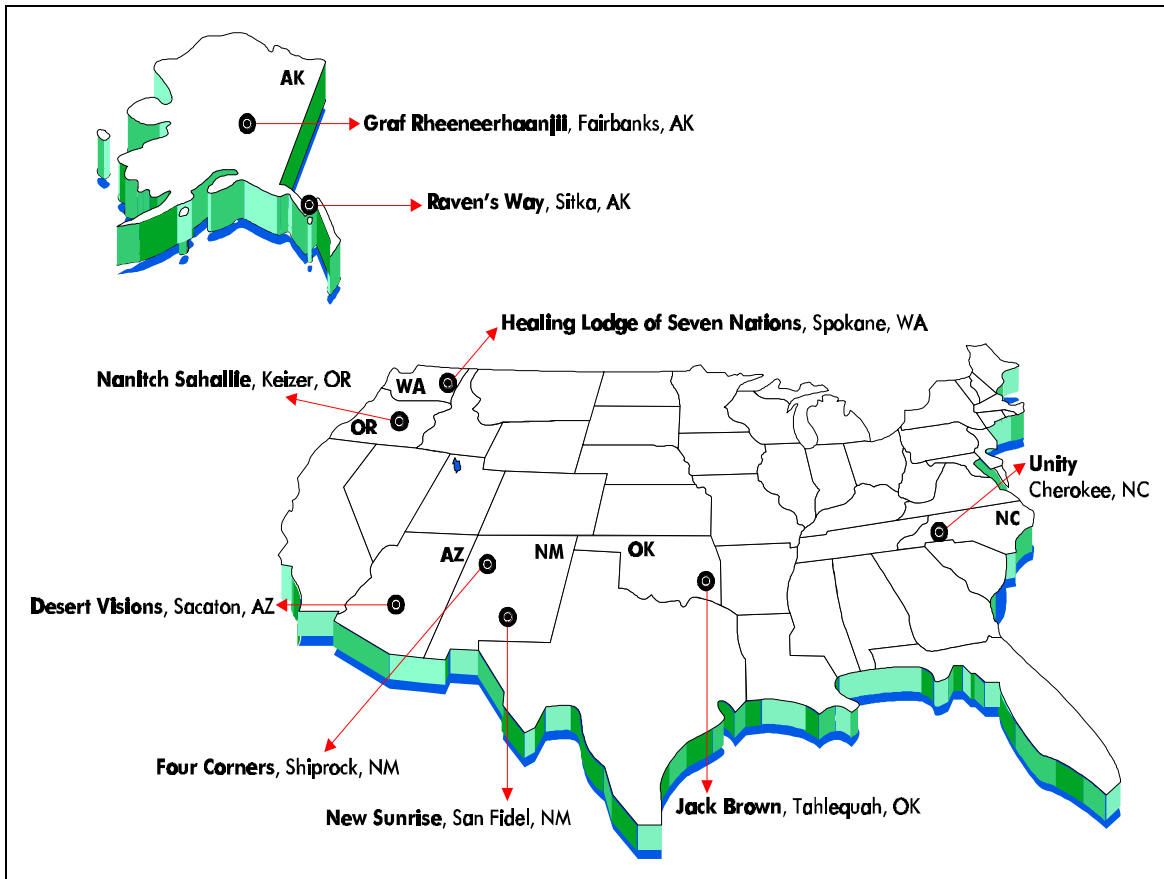 AK
Graf Rheeneerhaanjii, Fairbanks, AK
Raven's Way, Sitka, AK
Healing Lodge of Seven Nations, Spokane, WA
Nanitch Sahallie, Keizer, OR
WA
OR
Unity
Cherokee, NC
NC
AZ
NM
OK
Desert Visions, Sacaton, AZ
Four Corners, Shiprock, NM
New Sunrise, San Fidel, NM
Jack Brown, Tahlequah, OK